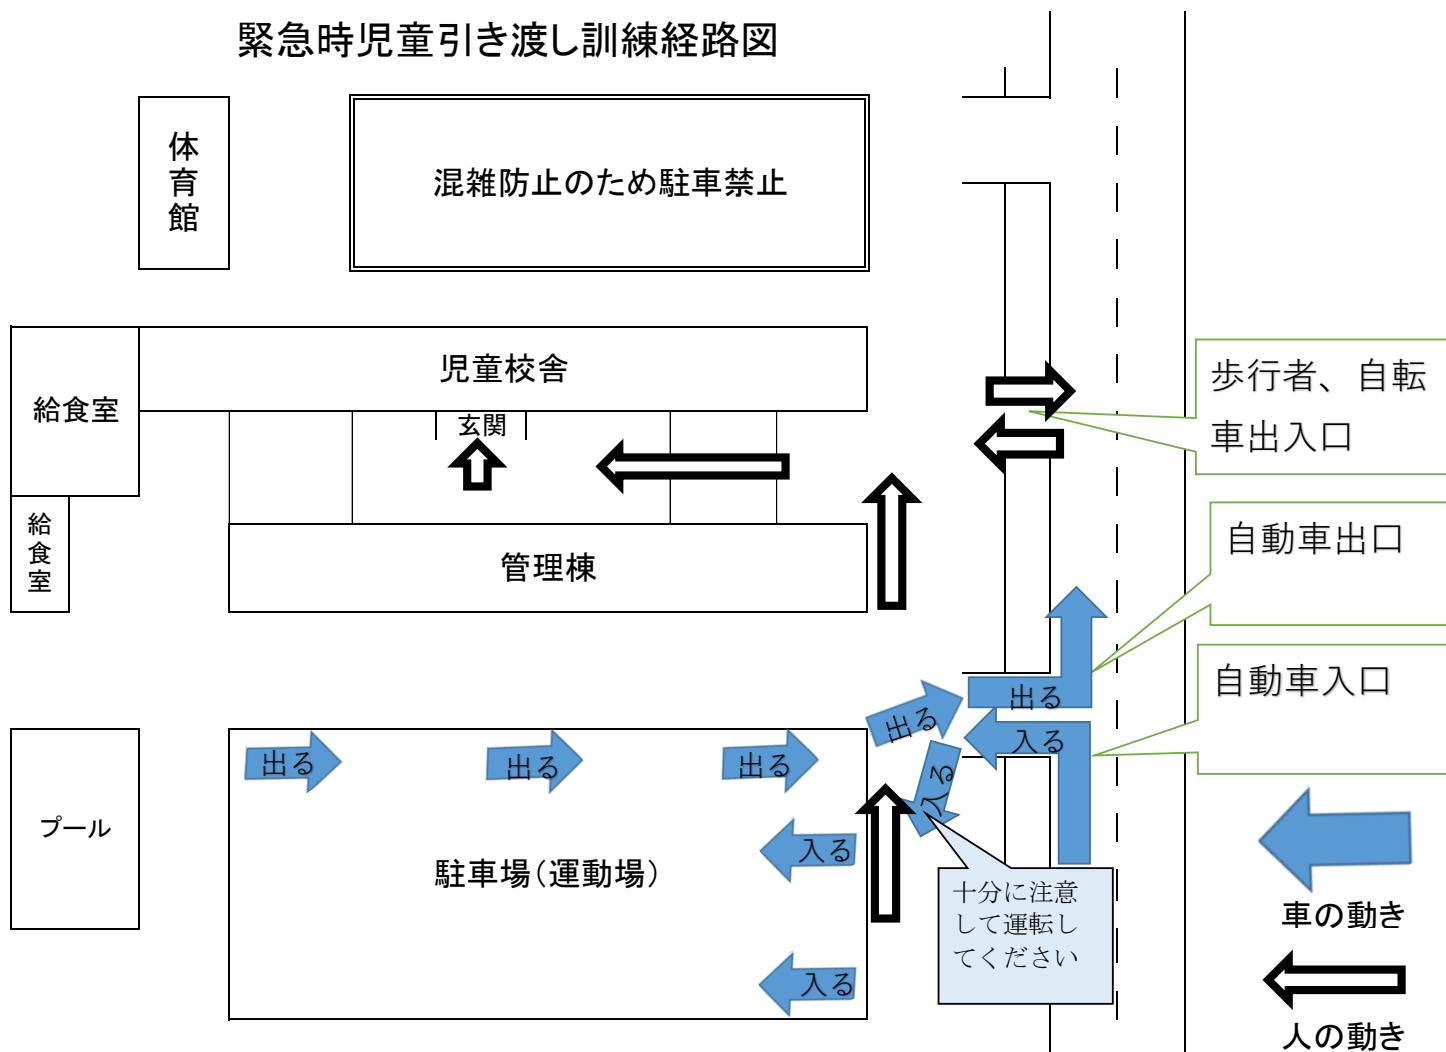 緊急時児童引き渡し訓練経路図
体育館
混雑防止のため駐車禁止
児童校舎
給食室
玄関
歩行者、自転
車出入口
給食室
管理棟
自動車出口
自動車入口
出る
出る
入る
出る
出る
出る
入る
プール
駐車場（運動場）
入る
入る
十分に注意
して運転し
てください
車の動き
人の動き